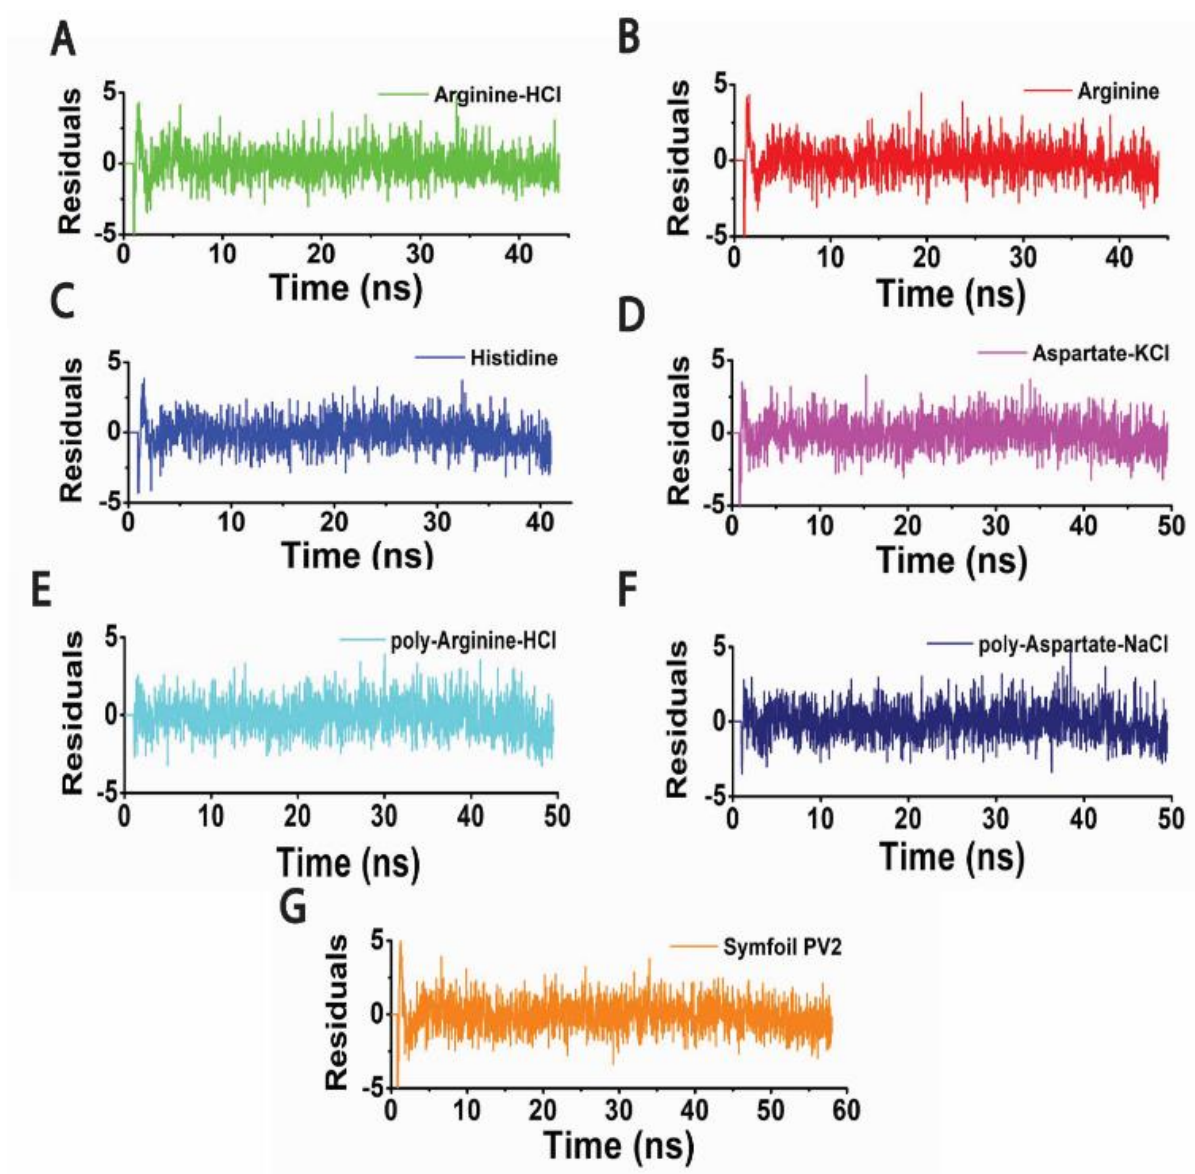 A
B
5
Arginine-HCl
5
Arginine
Residuals
0
Residuals
0
-5
-5
0 10 20 30 40
0 10 20 30 40
Time (ns)
Time (ns)
C
D
5
Histidine
5
Aspartate-KCl
Residuals
0
Residuals
0
-5
-5
0 10 20 30 40
0 10 20 30 40 50
Time (ns)
Time (ns)
E
F
5
poly-Arginine-HCl
5
poly-Aspartate-NaCl
Residuals
0
Residuals
0
-5
-5
0 10 20 30 40 50
0 10 20 30 40 50
Time (ns)
Time (ns)
G
5
Symfoil PV2
Residuals
0
-5
0 10 20 30 40 50 60
Time (ns)